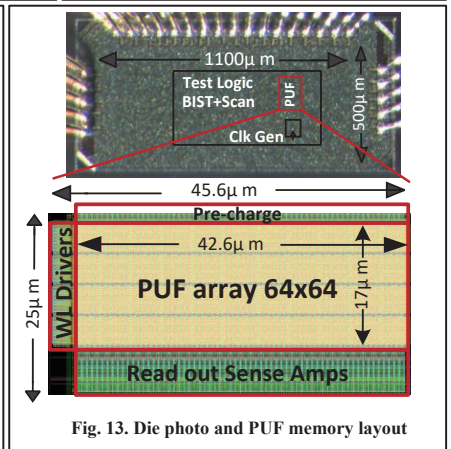 1100μ m
Test Logic
BIST+Scan
PUF
500μ m
Clk Gen
45.6μ m
Pre-charge
42.6μ m
WL Drivers
PUF array 64x64
17μ m
25μ m
Read out Sense Amps
Fig. 13. Die photo and PUF memory layout